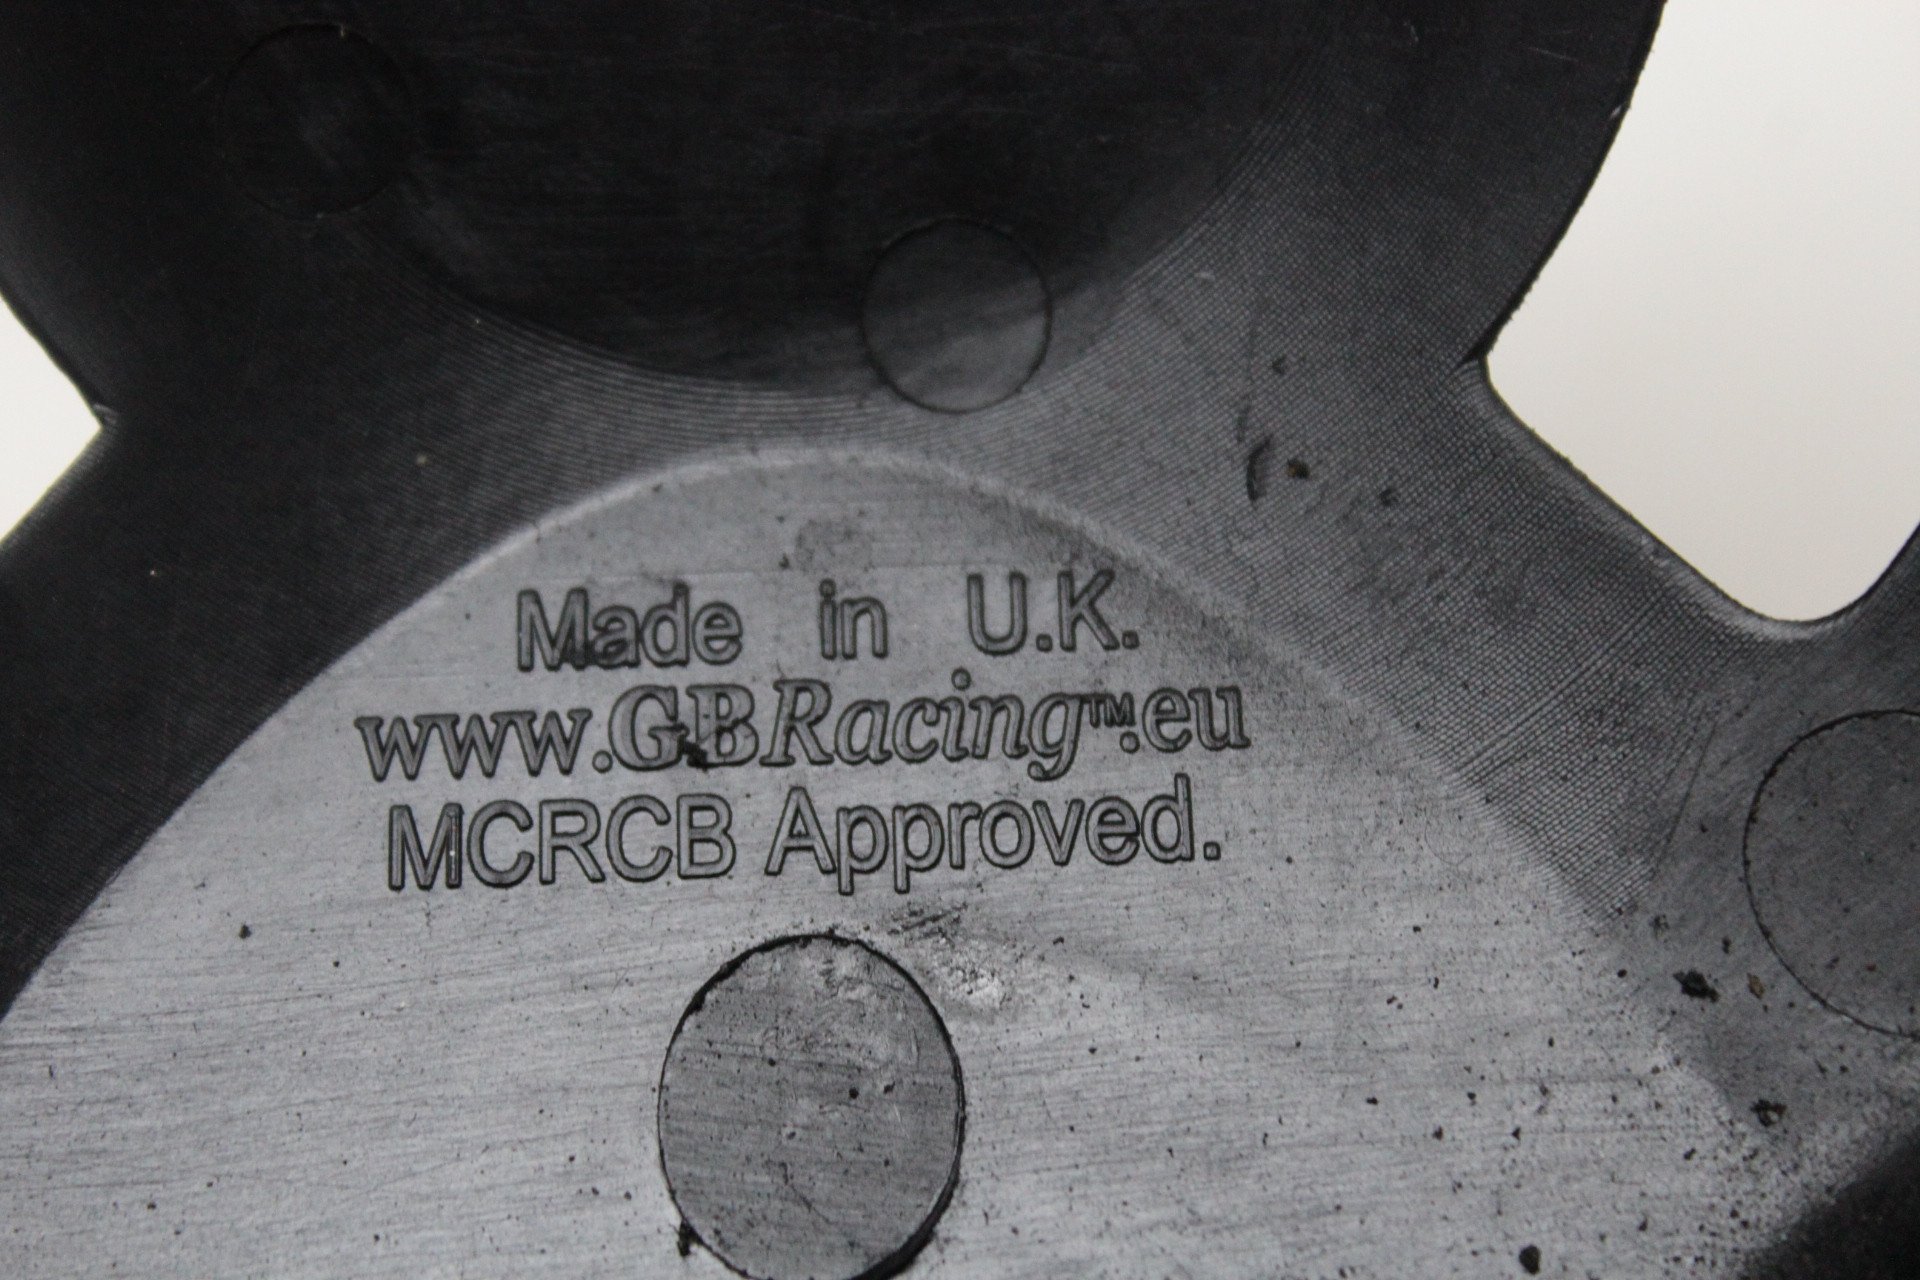 Made in U.K.
www.GBRacing™.eu
MCRCB Approved.